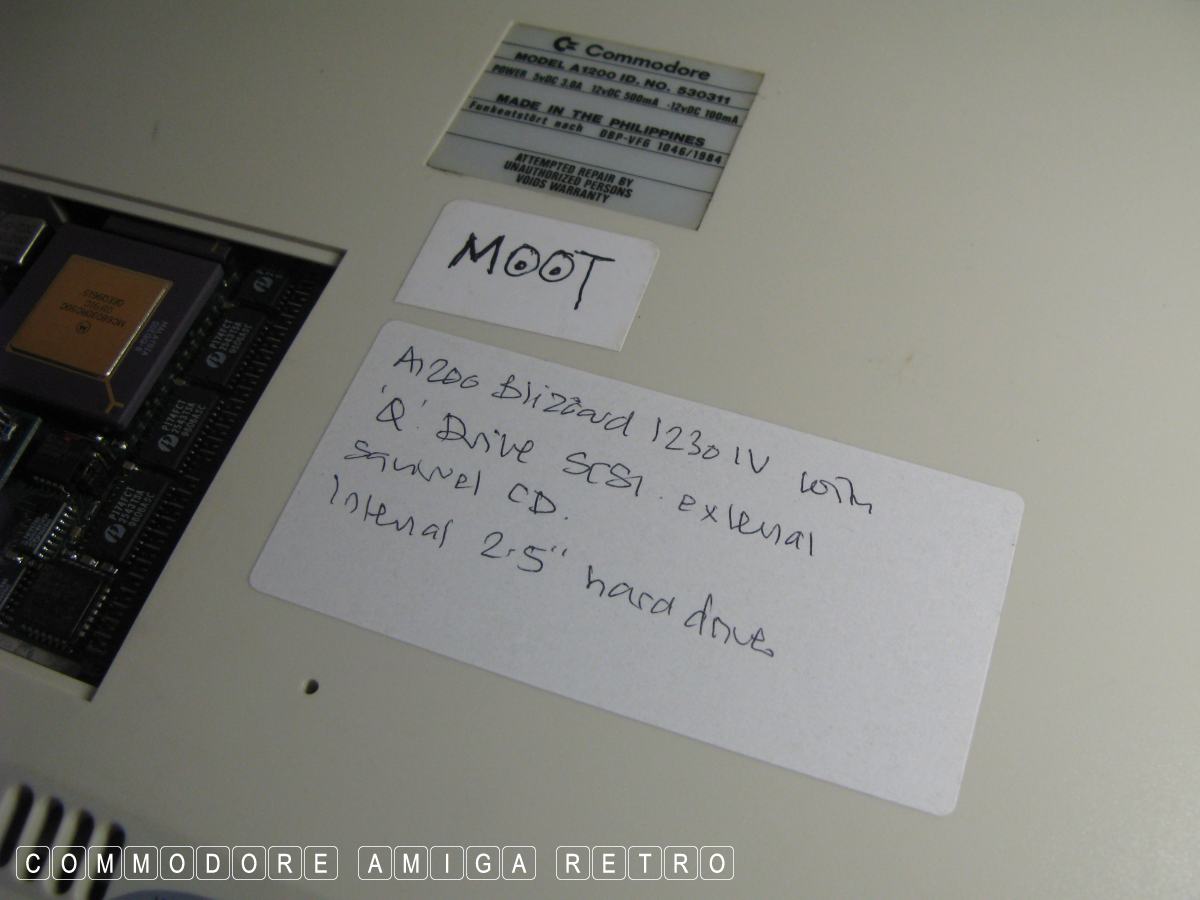 Commodore
MODEL A1200 ID. NO. 530311
POWER 5vDC 3.0A 12vDC 500mA -12vDC 100mA
MADE IN THE PHILIPPINES
Funkentstört nach DBP-VFG 1046/1984
ATTEMPTED REPAIR BY
UNAUTHORIZED PERSONS
VOIDS WARRANTY
MOOT
A1200 Blizzard 1230 IV with
'Q' Drive SCSI. external
Squirrel CD.
Internal 2.5" hard drive
MC68030RC50C
COMMODORE AMIGA RETRO